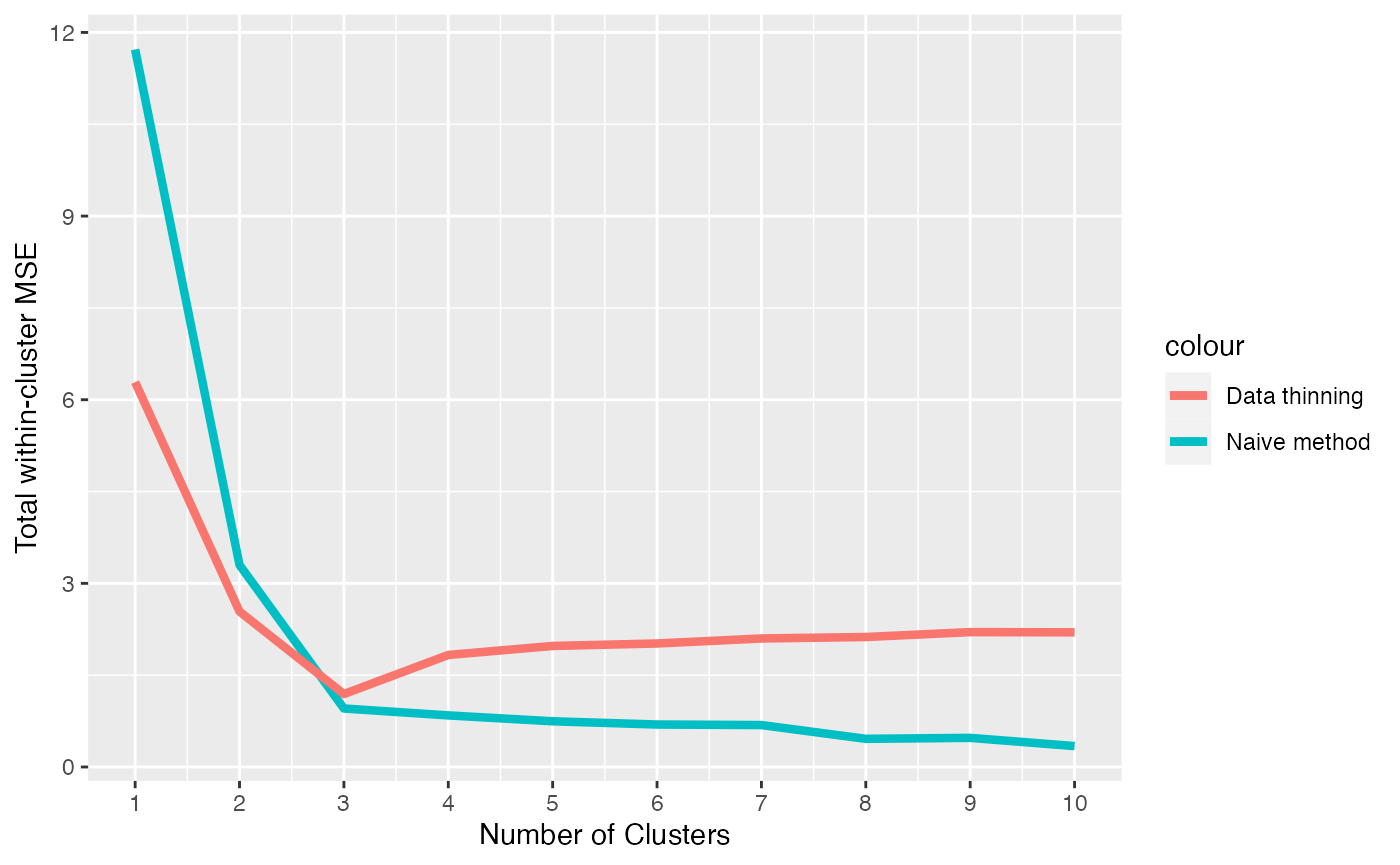 Total within-cluster MSE
12
9
6
3
0
1 2 3 4 5 6 7 8 9 10
Number of Clusters
colour
Data thinning
Naive method